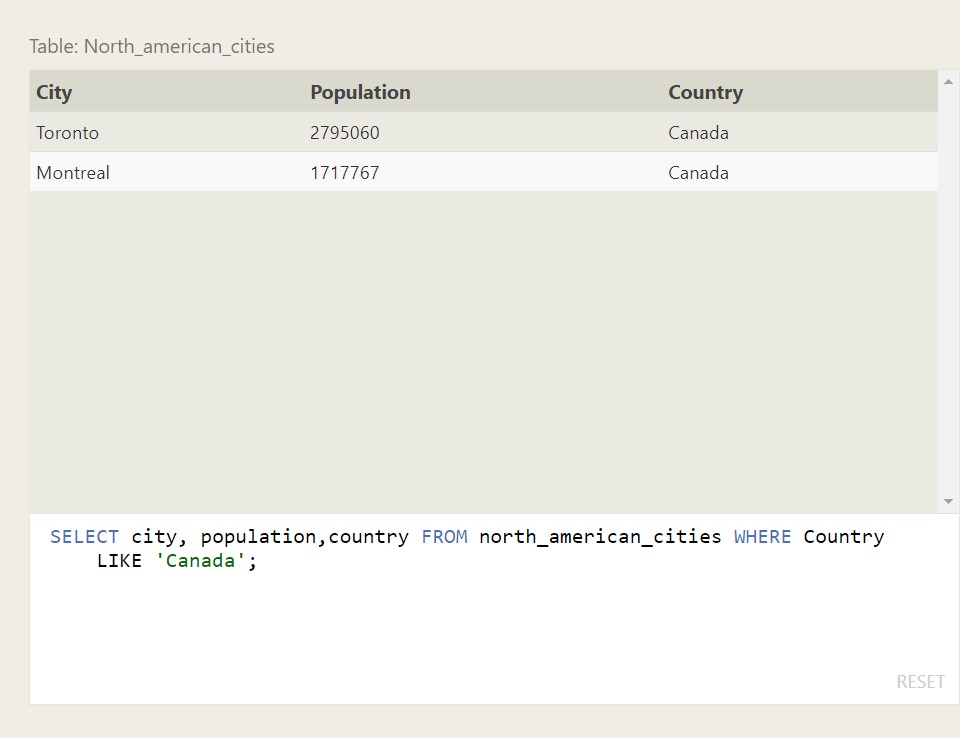 Table: North_american_cities
City Population Country
Toronto 2795060 Canada
Montreal 1717767 Canada
SELECT city, population,country FROM north_american_cities WHERE Country
LIKE 'Canada';
RESET